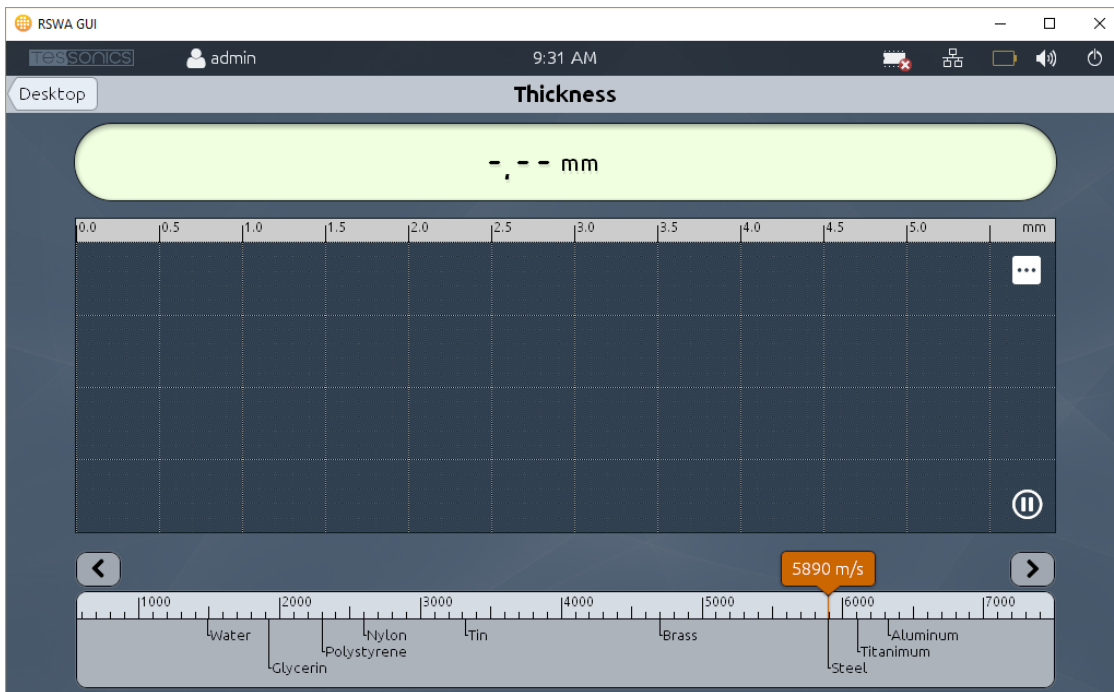 RSWA GUI
Tessonics admin 9:31 AM
Desktop Thickness
-,-- mm
0.0 0.5 1.0 1.5 2.0 2.5 3.0 3.5 4.0 4.5 5.0 mm
5890 m/s
1000 2000 3000 4000 5000 6000 7000
Water Nylon Tin Brass Aluminum
Polystyrene Titanimum
Glycerin Steel